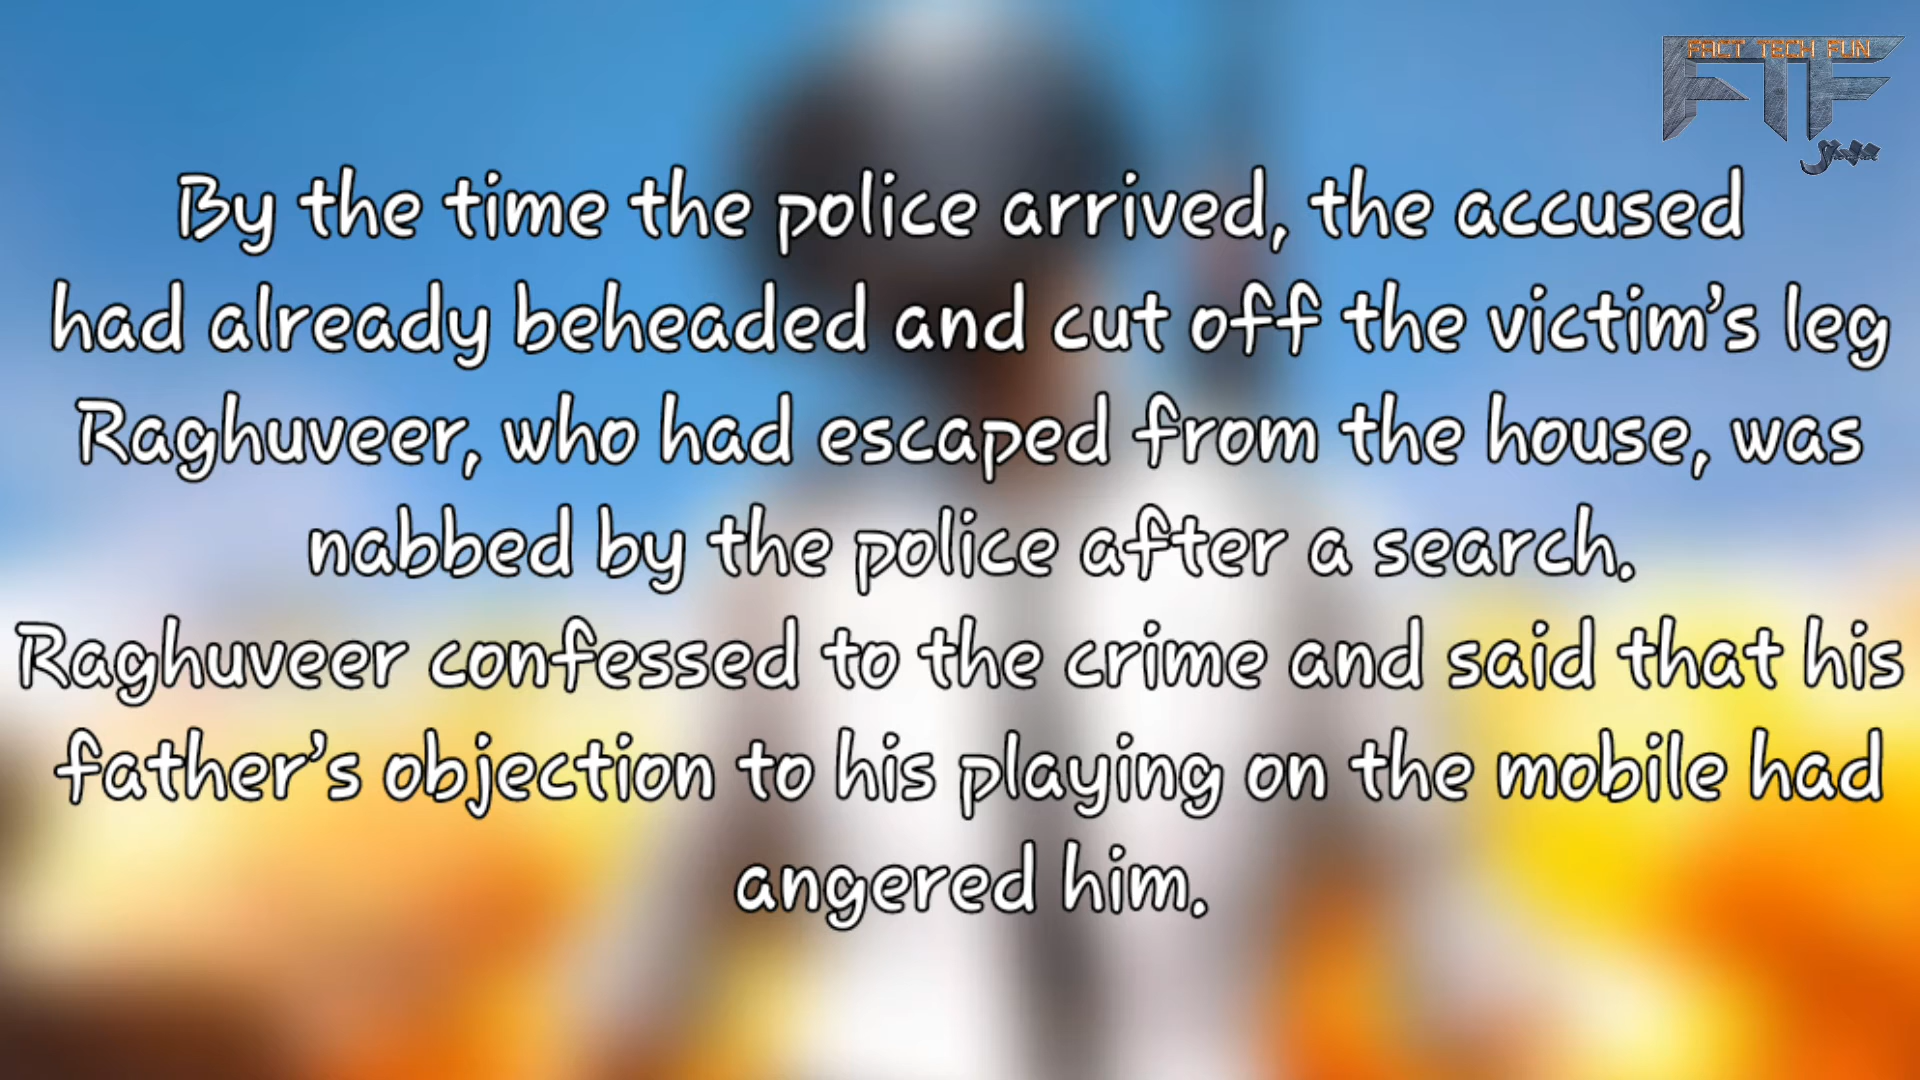 FACT TECH FUN
FTF
By the time the police arrived, the accused
had already beheaded and cut off the victim's leg
Raghuveer, who had escaped from the house, was
nabbed by the police after a search.
Raghuveer confessed to the crime and said that his
father's objection to his playing on the mobile had
angered him.